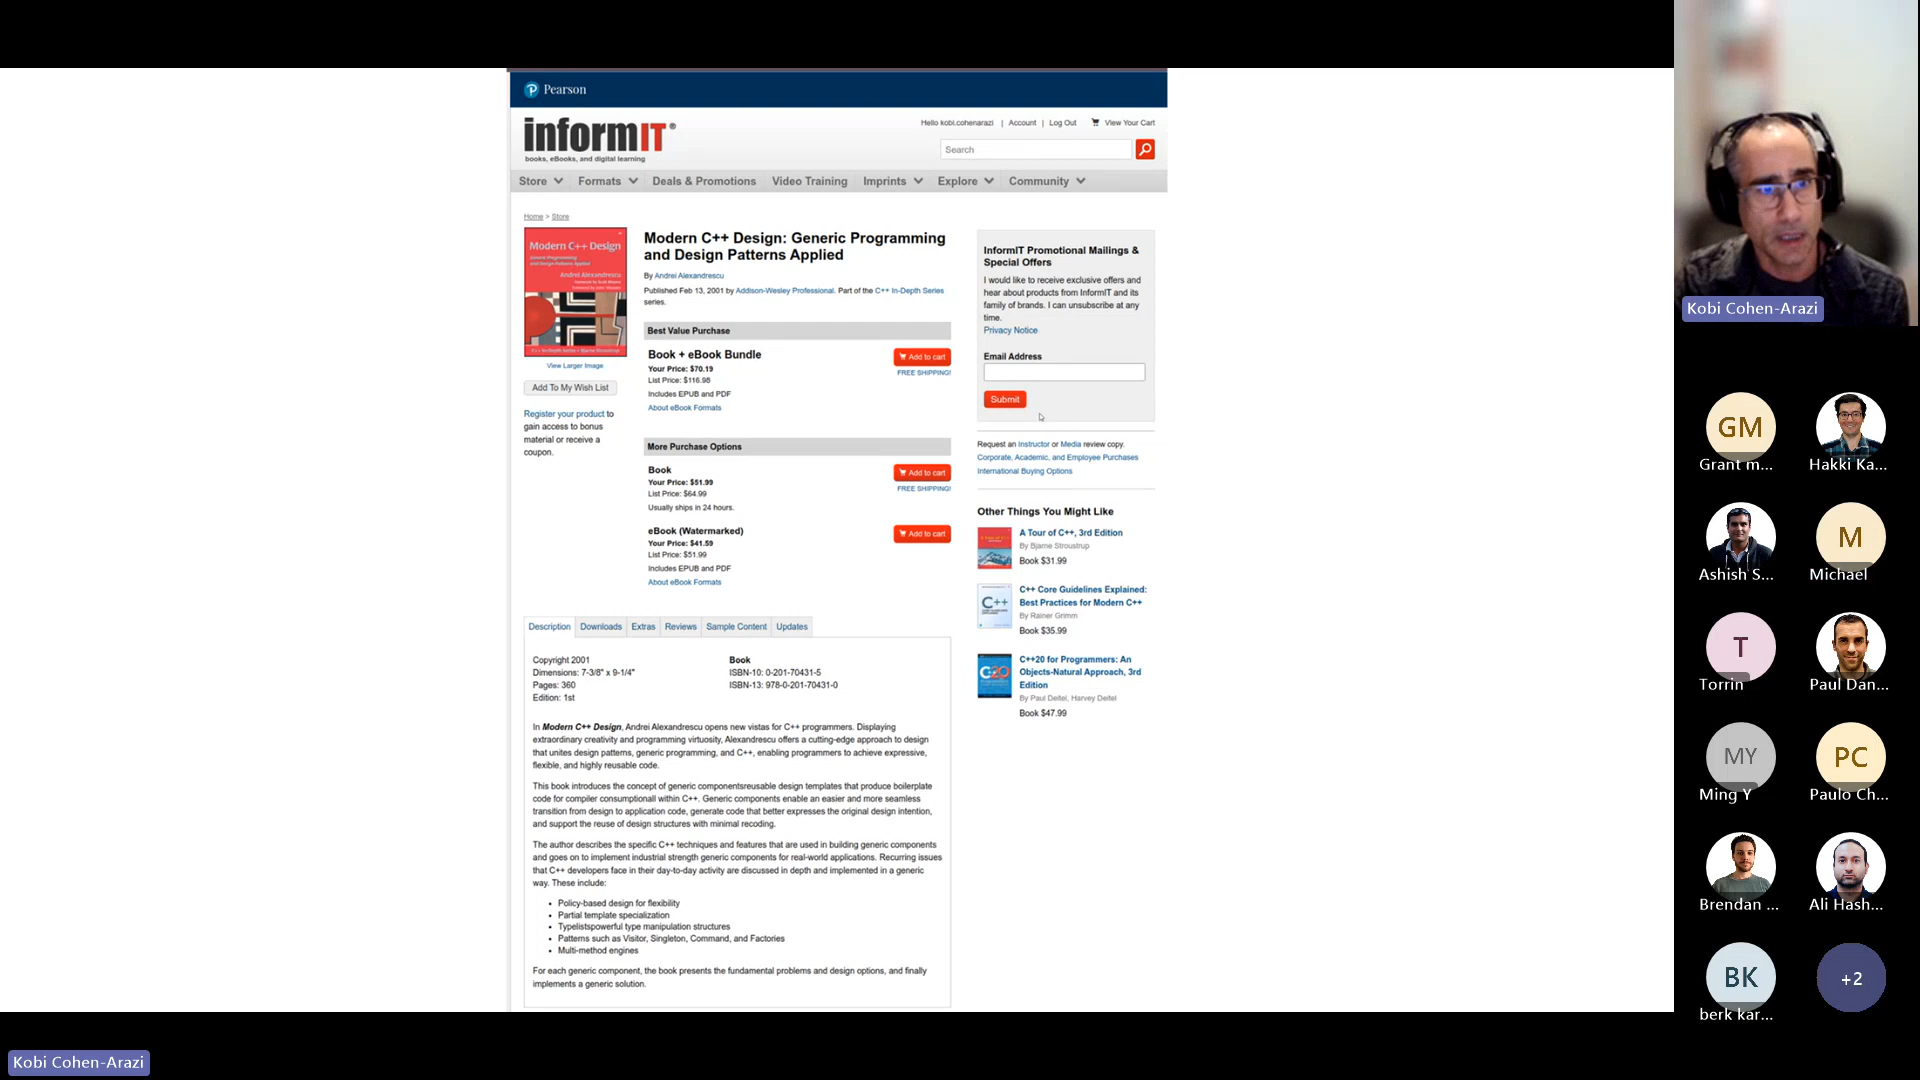 Pearson
informIT®
books, eBooks, and digital learning
Hello kobi.cohenarazi | Account | Log Out View Your Cart
Search
Store Formats Deals & Promotions Video Training Imprints Explore Community
Home > Store
Modern C++ Design
Generic Programming
and Design Patterns Applied
Andrei Alexandrescu
View Larger Image
Add To My Wish List
Register your product to
gain access to bonus
material or receive a
coupon.
Modern C++ Design: Generic Programming
and Design Patterns Applied
By Andrei Alexandrescu
Published Feb 13, 2001 by Addison-Wesley Professional. Part of the C++ In-Depth Series
series.
Best Value Purchase
Book + eBook Bundle
Add to cart
Your Price: $70.19
FREE SHIPPING!
List Price: $116.98
Includes EPUB and PDF
About eBook Formats
More Purchase Options
Book
Add to cart
Your Price: $51.99
FREE SHIPPING!
List Price: $64.99
Usually ships in 24 hours.
eBook (Watermarked)
Add to cart
Your Price: $41.59
List Price: $51.99
Includes EPUB and PDF
About eBook Formats
InformIT Promotional Mailings &
Special Offers
I would like to receive exclusive offers and
hear about products from InformIT and its
family of brands. I can unsubscribe at any
time.
Privacy Notice
Email Address
Submit
Request an Instructor or Media review copy.
Corporate, Academic, and Employee Purchases
International Buying Options
Other Things You Might Like
A Tour of C++, 3rd Edition
By Bjarne Stroustrup
Book $31.99
C++
C++ Core Guidelines Explained:
Best Practices for Modern C++
By Rainer Grimm
Book $35.99
C++20
C++20 for Programmers: An
Objects-Natural Approach, 3rd
Edition
By Paul Deitel, Harvey Deitel
Book $47.99
Description Downloads Extras Reviews Sample Content Updates
Copyright 2001
Dimensions: 7-3/8" x 9-1/4"
Pages: 360
Edition: 1st
Book
ISBN-10: 0-201-70431-5
ISBN-13: 978-0-201-70431-0
In Modern C++ Design, Andrei Alexandrescu opens new vistas for C++ programmers. Displaying
extraordinary creativity and programming virtuosity, Alexandrescu offers a cutting-edge approach to design
that unites design patterns, generic programming, and C++, enabling programmers to achieve expressive,
flexible, and highly reusable code.
This book introduces the concept of generic componentsreusable design templates that produce boilerplate
code for compiler consumptionall within C++. Generic components enable an easier and more seamless
transition from design to application code, generate code that better expresses the original design intention,
and support the reuse of design structures with minimal recoding.
The author describes the specific C++ techniques and features that are used in building generic components
and goes on to implement industrial strength generic components for real-world applications. Recurring issues
that C++ developers face in their day-to-day activity are discussed in depth and implemented in a generic
way. These include:
• Policy-based design for flexibility
• Partial template specialization
• Typelistspowerful type manipulation structures
• Patterns such as Visitor, Singleton, Command, and Factories
• Multi-method engines
For each generic component, the book presents the fundamental problems and design options, and finally
implements a generic solution.
Kobi Cohen-Arazi
GM
Grant m...
Hakki Ka...
Ashish S...
M
Michael
T
Torrin
Paul Dan...
MY
Ming Y
PC
Paulo Ch...
Brendan ...
Ali Hash...
BK
berk kar...
+2
Kobi Cohen-Arazi